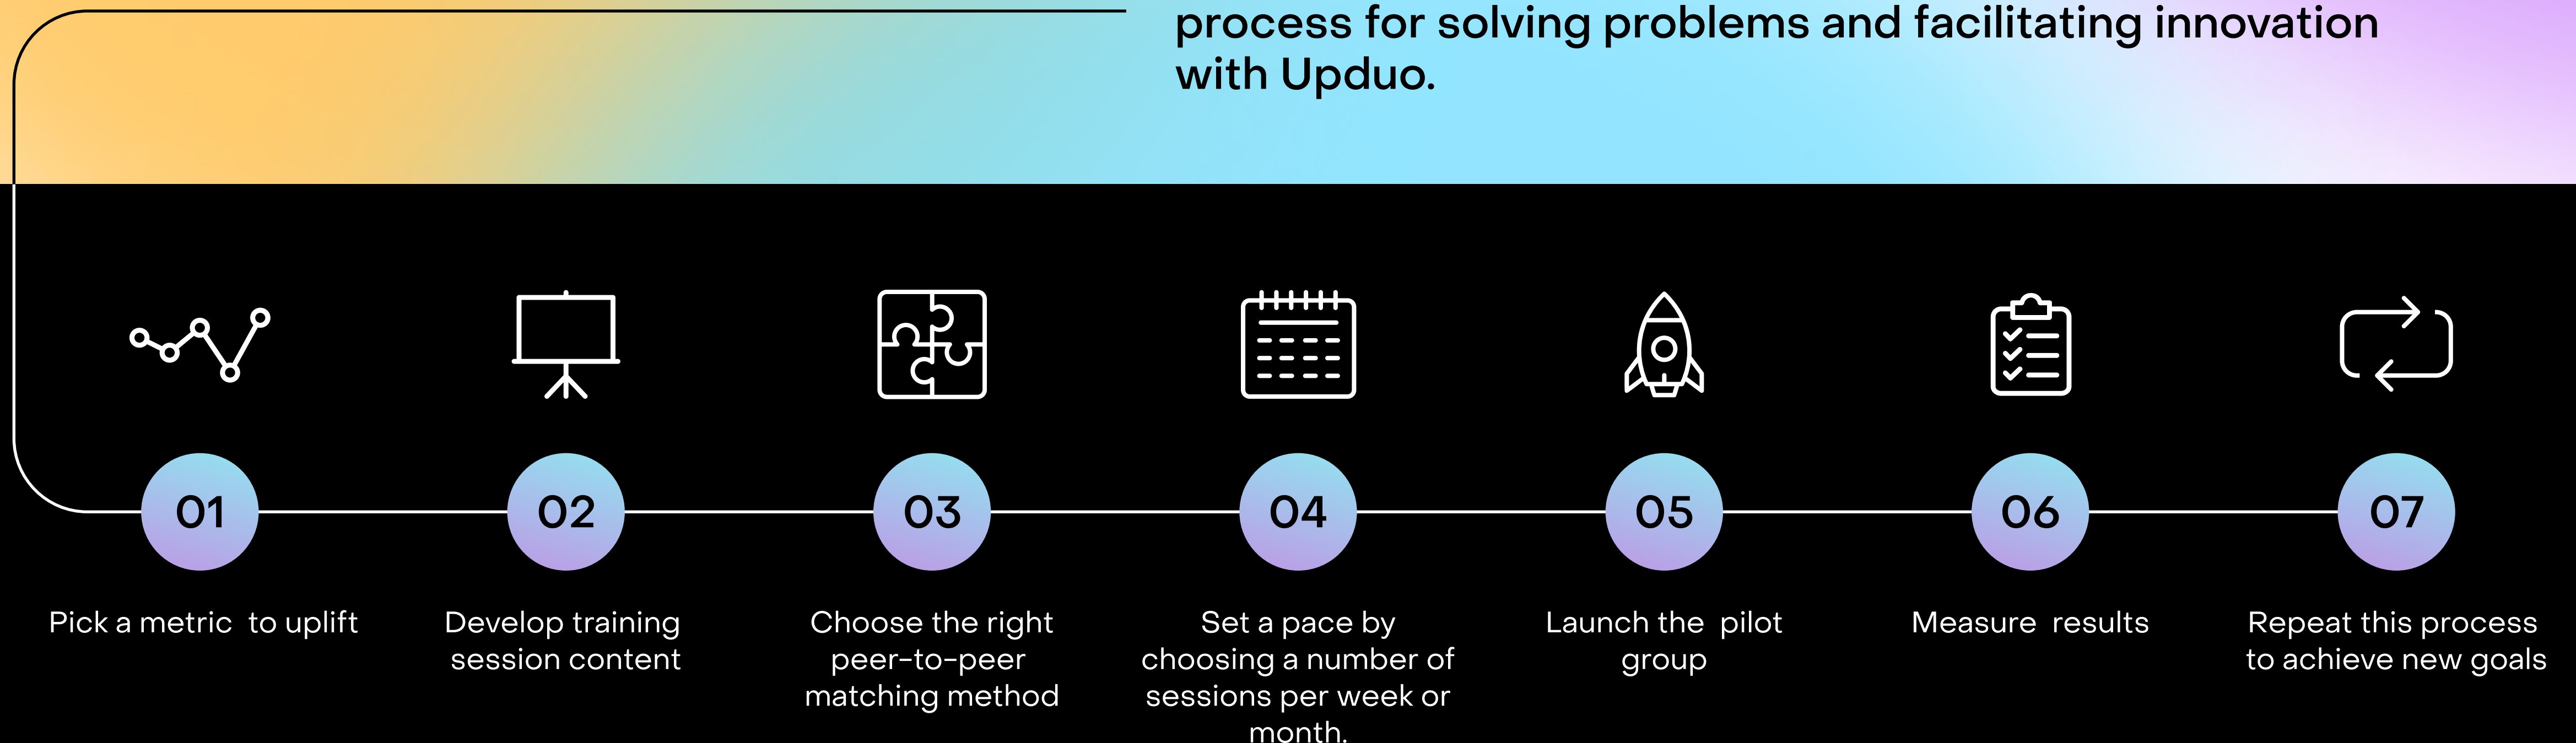 process for solving problems and facilitating innovation
with Upduo.
01
Pick a metric to uplift
02
Develop training
session content
03
Choose the right
peer-to-peer
matching method
04
Set a pace by
choosing a number of
sessions per week or
month.
05
Launch the pilot
group
06
Measure results
07
Repeat this process
to achieve new goals